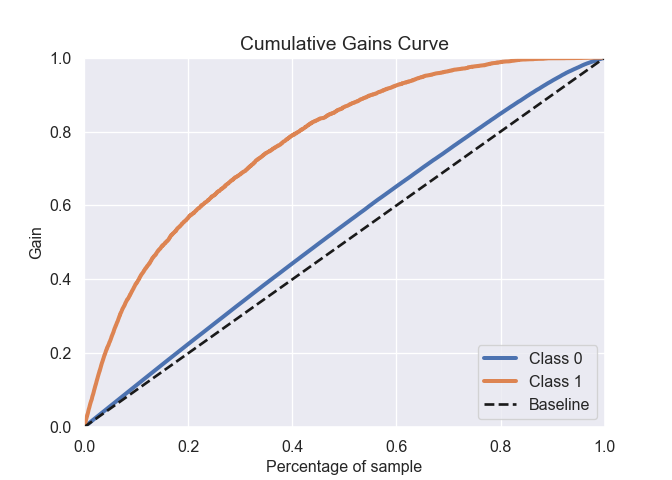 Cumulative Gains Curve
1.0
0.8
0.6
0.4
0.2
0.0
Gain
0.0 0.2 0.4 0.6 0.8 1.0
Percentage of sample
Class 0
Class 1
Baseline